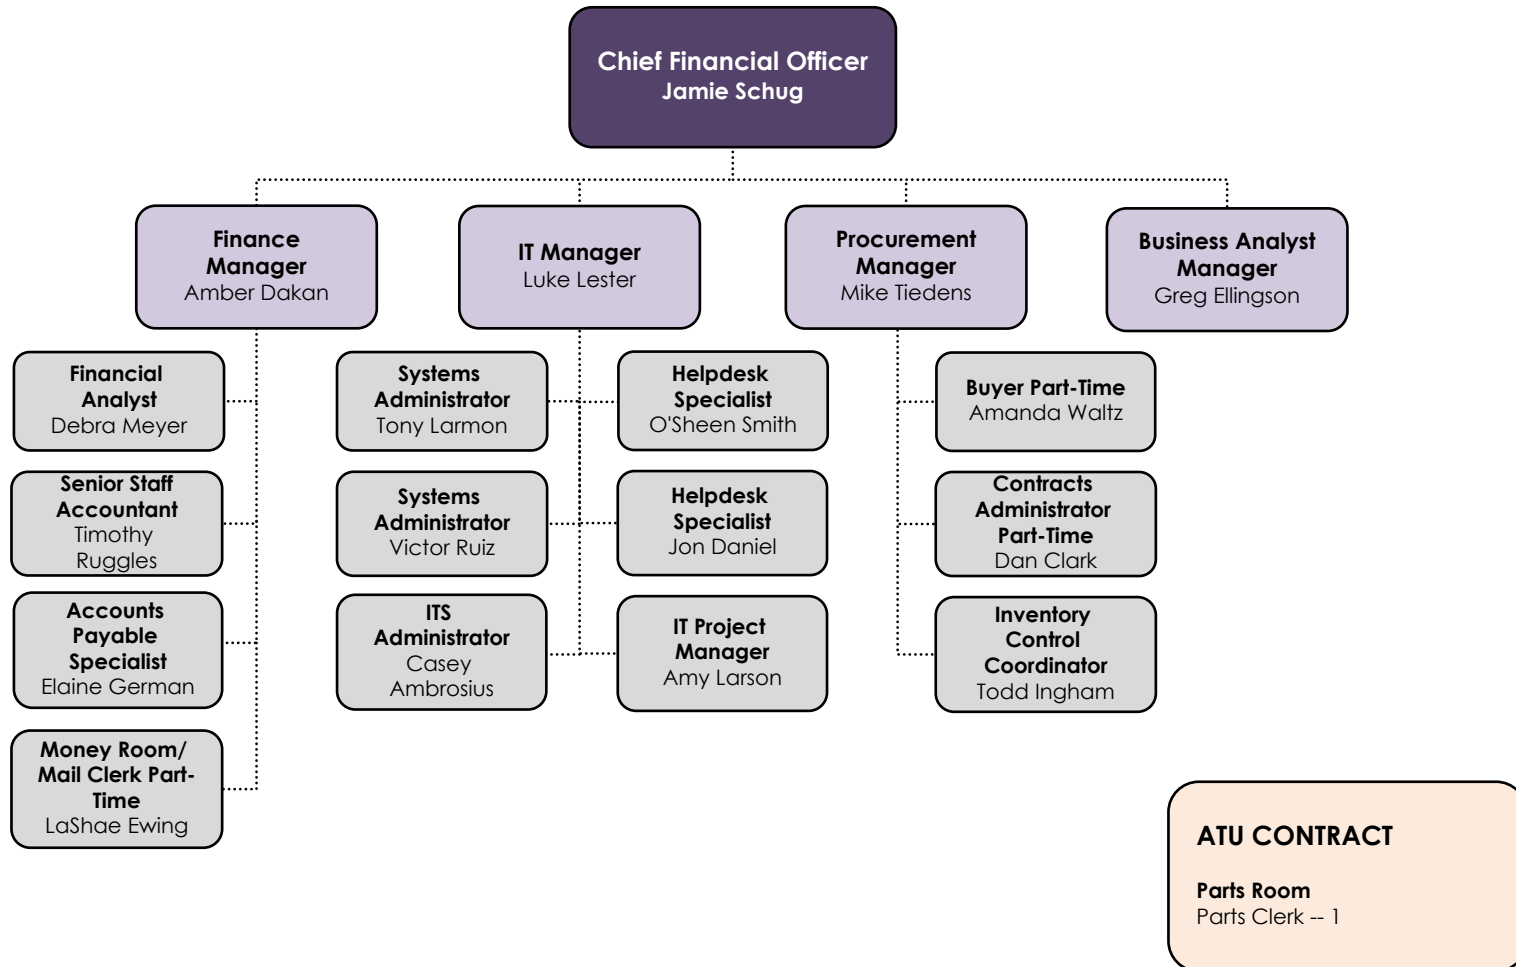 Chief Financial Officer
Jamie Schug
Finance
Manager
Amber Dakan
IT Manager
Luke Lester
Procurement
Manager
Mike Tiedens
Business Analyst
Manager
Greg Ellingson
Financial
Analyst
Debra Meyer
Senior Staff
Accountant
Timothy
Ruggles
Accounts
Payable
Specialist
Elaine German
Money Room/
Mail Clerk Part-
Time
LaShae Ewing
Systems
Administrator
Tony Larmon
Systems
Administrator
Victor Ruiz
ITS
Administrator
Casey
Ambrosius
Helpdesk
Specialist
O'Sheen Smith
Helpdesk
Specialist
Jon Daniel
IT Project
Manager
Amy Larson
Buyer Part-Time
Amanda Waltz
Contracts
Administrator
Part-Time
Dan Clark
Inventory
Control
Coordinator
Todd Ingham
ATU CONTRACT
Parts Room
Parts Clerk -- 1